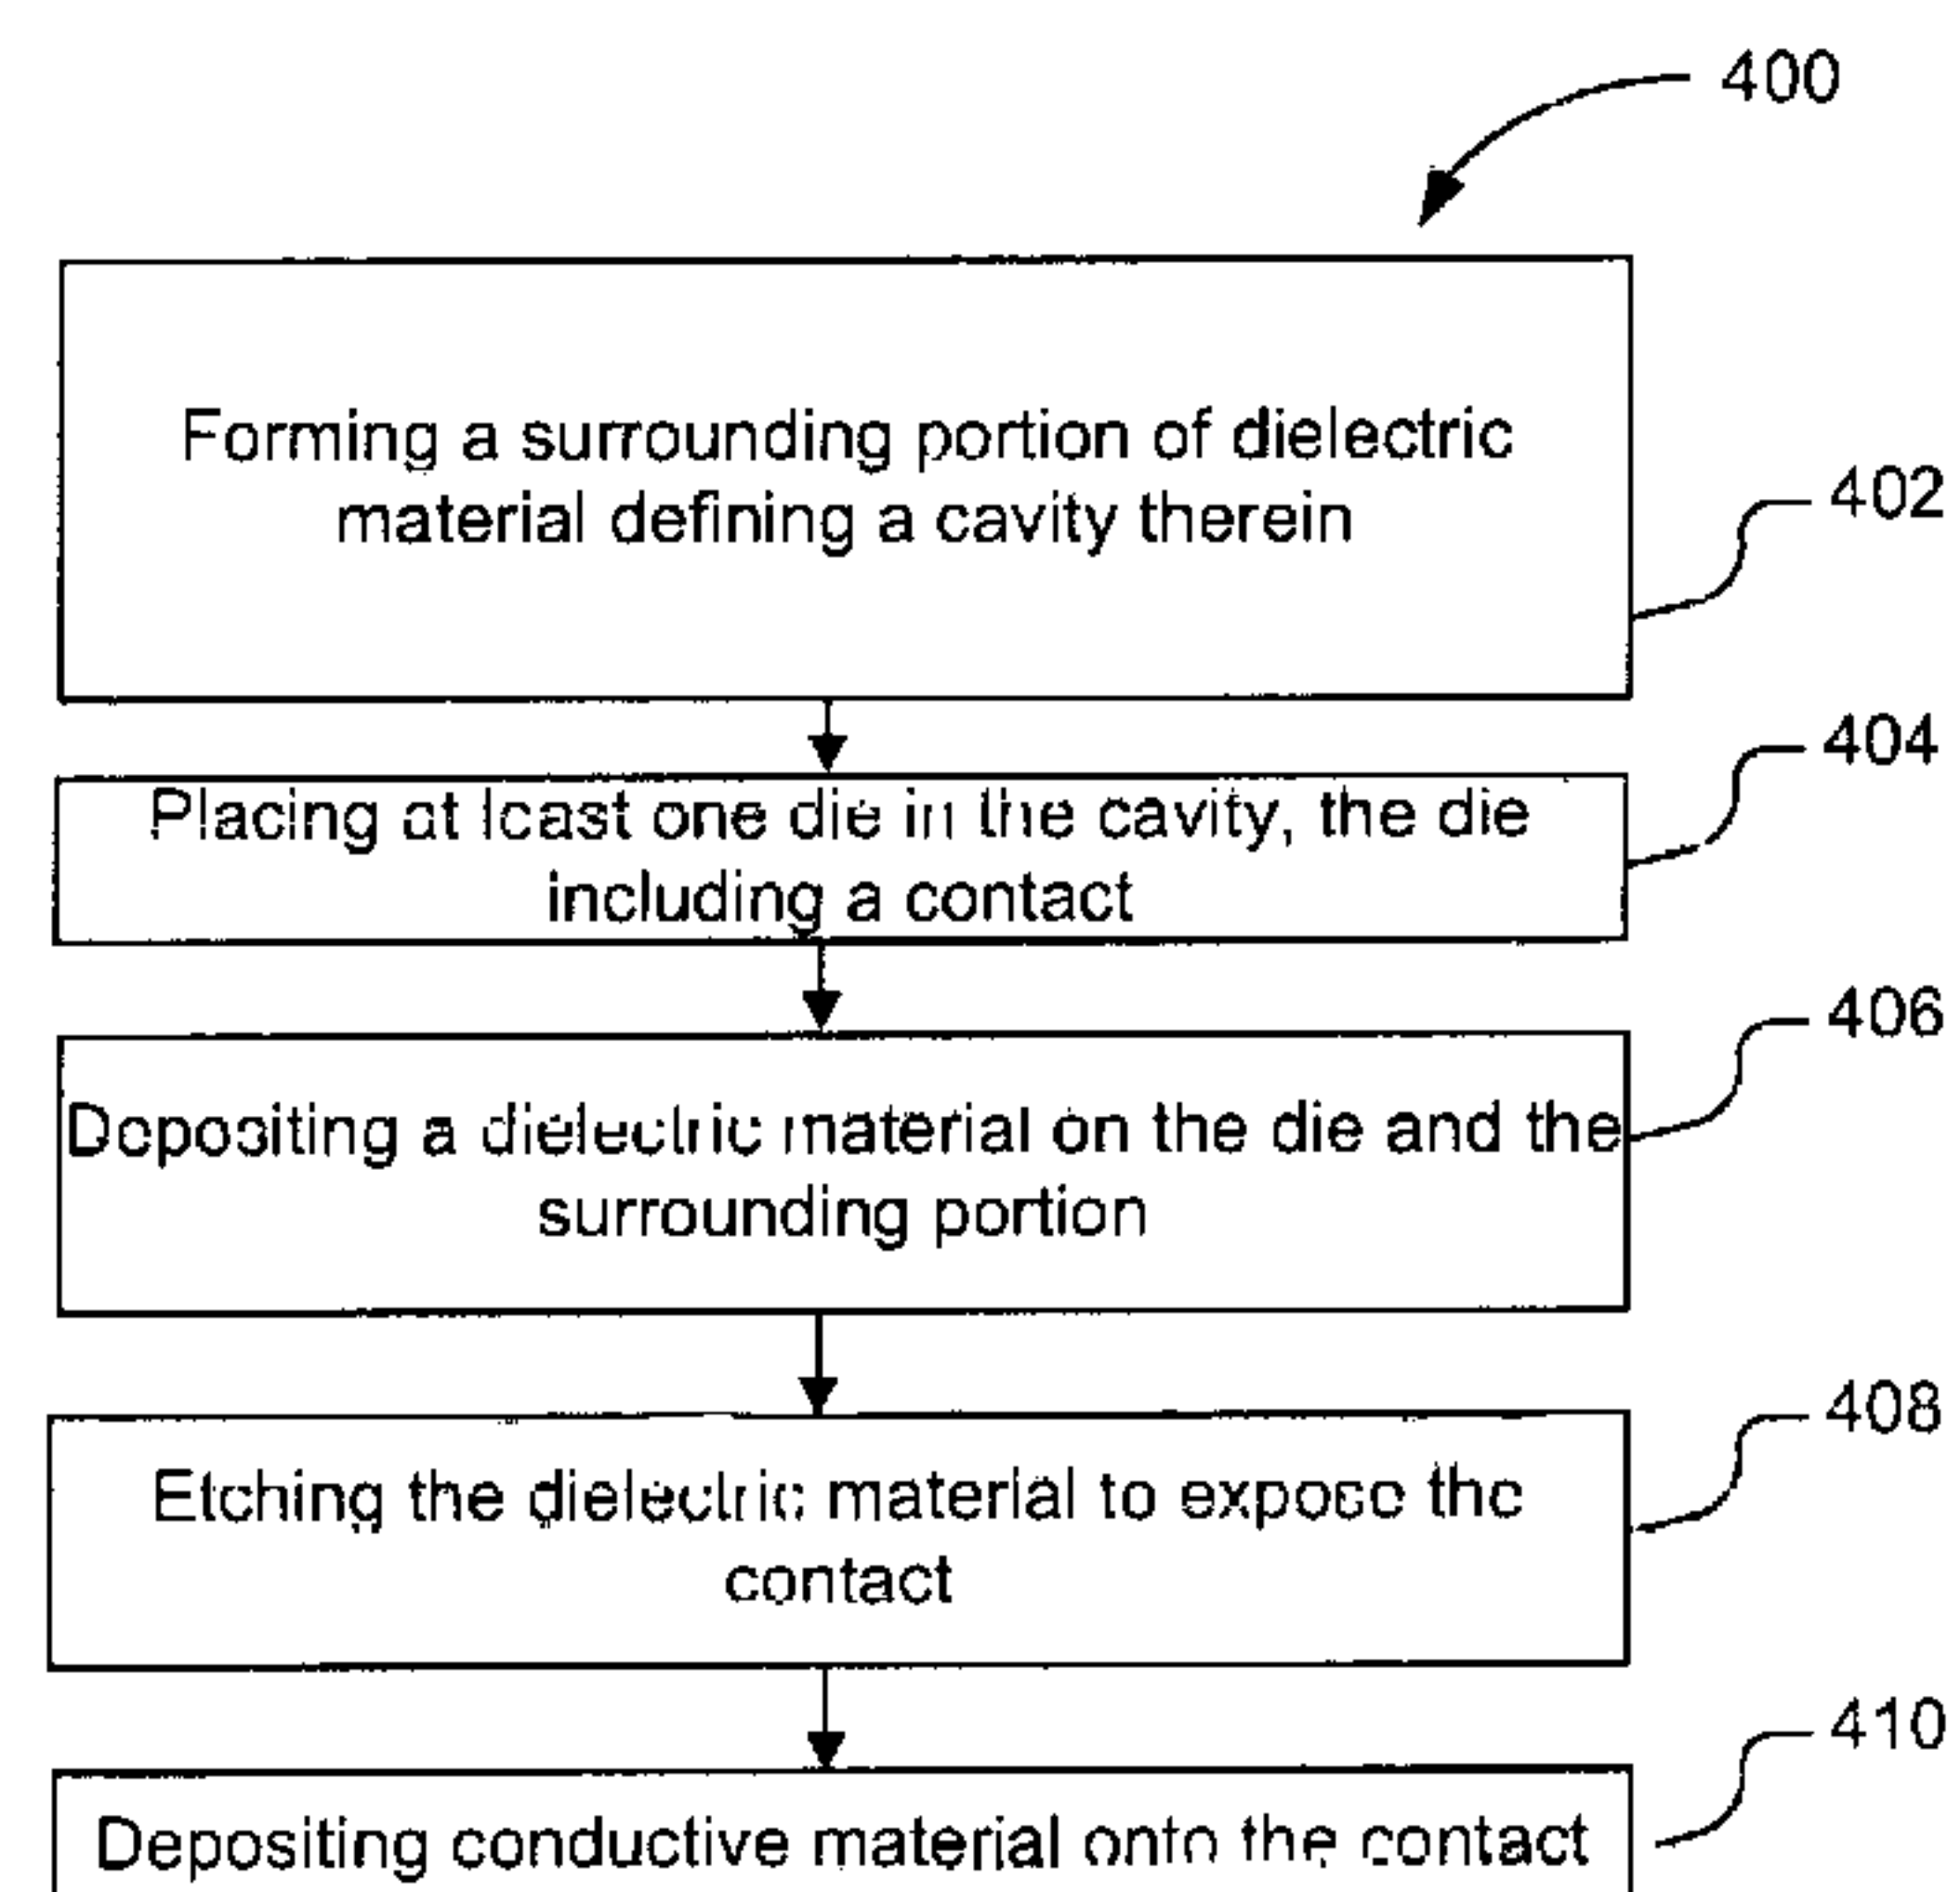 400
Forming a surrounding portion of dielectric
material defining a cavity therein
402
404
Placing at least one die in the cavity, the die
including a contact
406
Depositing a dielectric material on the die and the
surrounding portion
408
Etching the dielectric material to expose the
contact
410
Depositing conductive material onto the contact